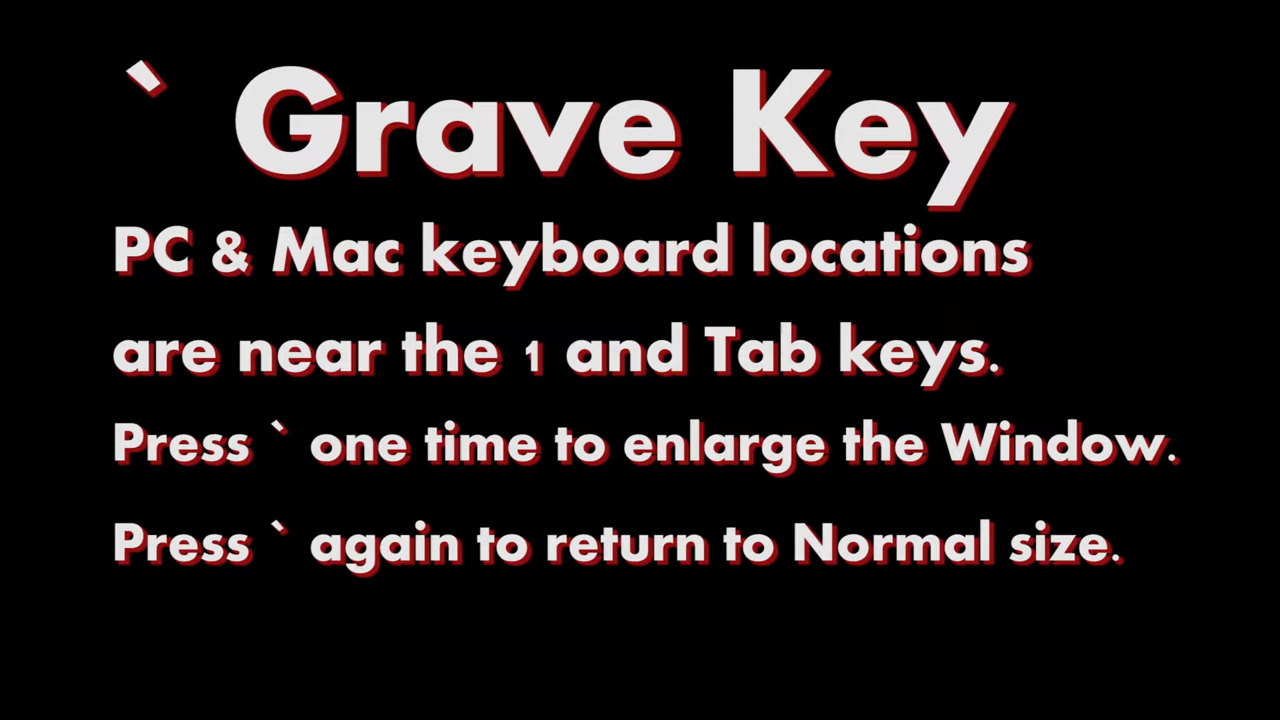 ` Grave Key
PC & Mac keyboard locations
are near the 1 and Tab keys.
Press ` one time to enlarge the Window.
Press ` again to return to Normal size.